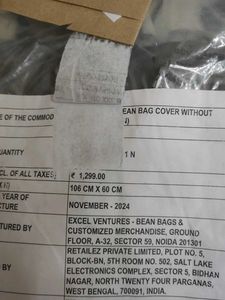 EAN BAG COVER WITHOUT
E OF THE COMMOD
QUANTITY
1 N
CL. OF ALL TAXES)
₹ 1,299.00
H)
106 CM X 60 CM
YEAR OF
CTURE
NOVEMBER - 2024
CTURED BY
EXCEL VENTURES - BEAN BAGS &
CUSTOMIZED MERCHANDISE, GROUND
FLOOR, A-32, SECTOR 59, NOIDA 201301
ED BY
RETAILEZ PRIVATE LIMITED, PLOT NO. 5,
BLOCK-BN, 5TH ROOM NO. 502, SALT LAKE
ELECTRONICS COMPLEX, SECTOR 5, BIDHAN
NAGAR, NORTH TWENTY FOUR PARGANAS,
WEST BENGAL, 700091, INDIA.